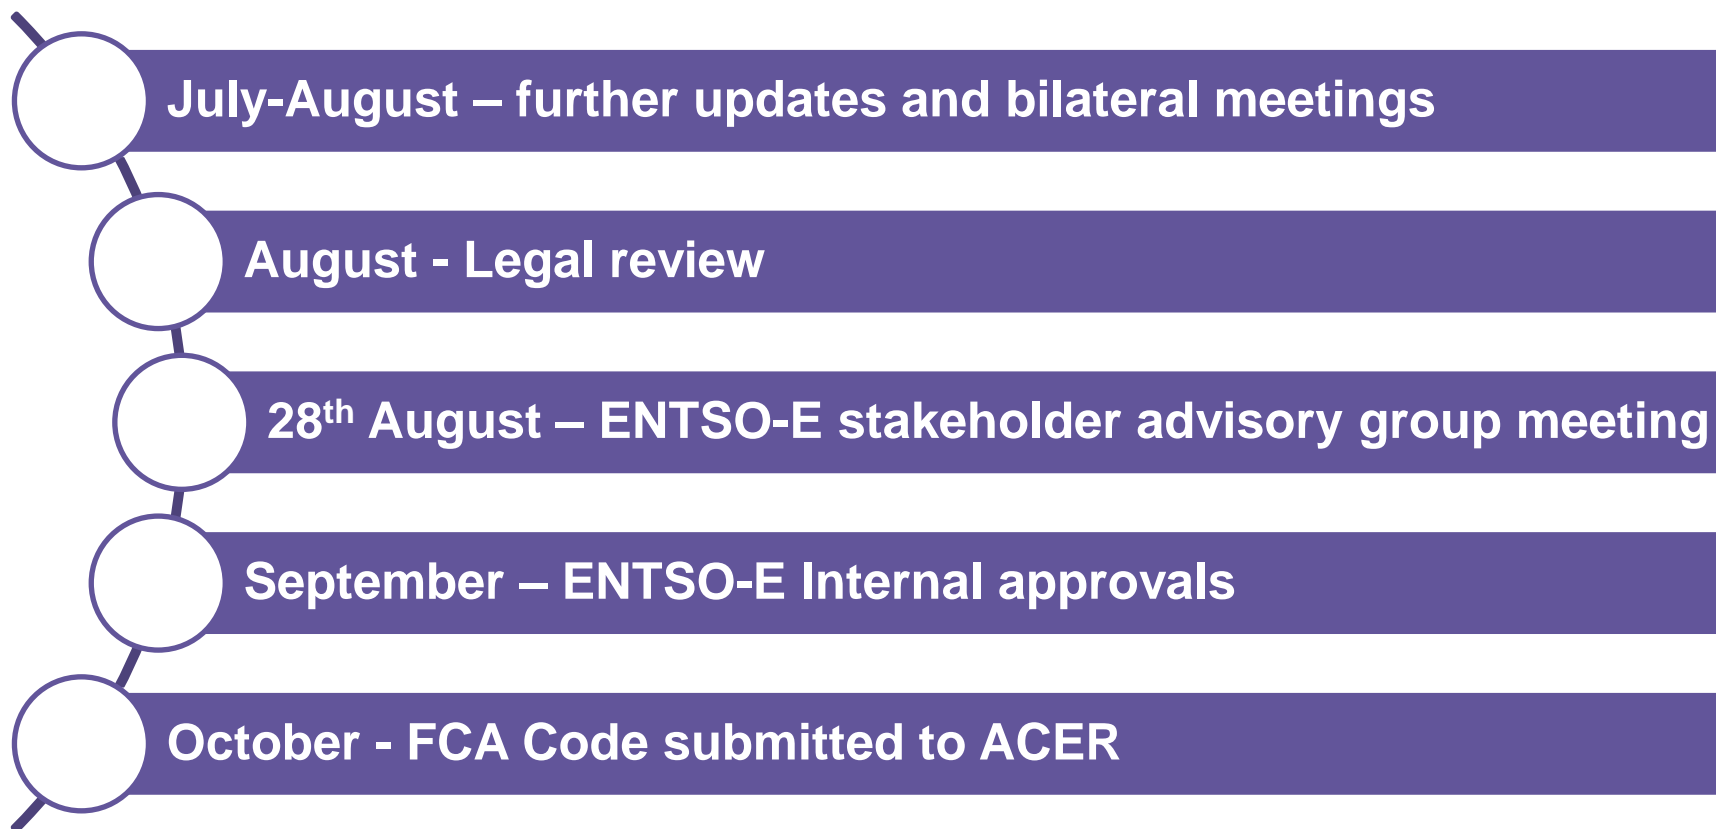 July-August – further updates and bilateral meetings
August - Legal review
28th August – ENTSO-E stakeholder advisory group meeting
September – ENTSO-E Internal approvals
October - FCA Code submitted to ACER